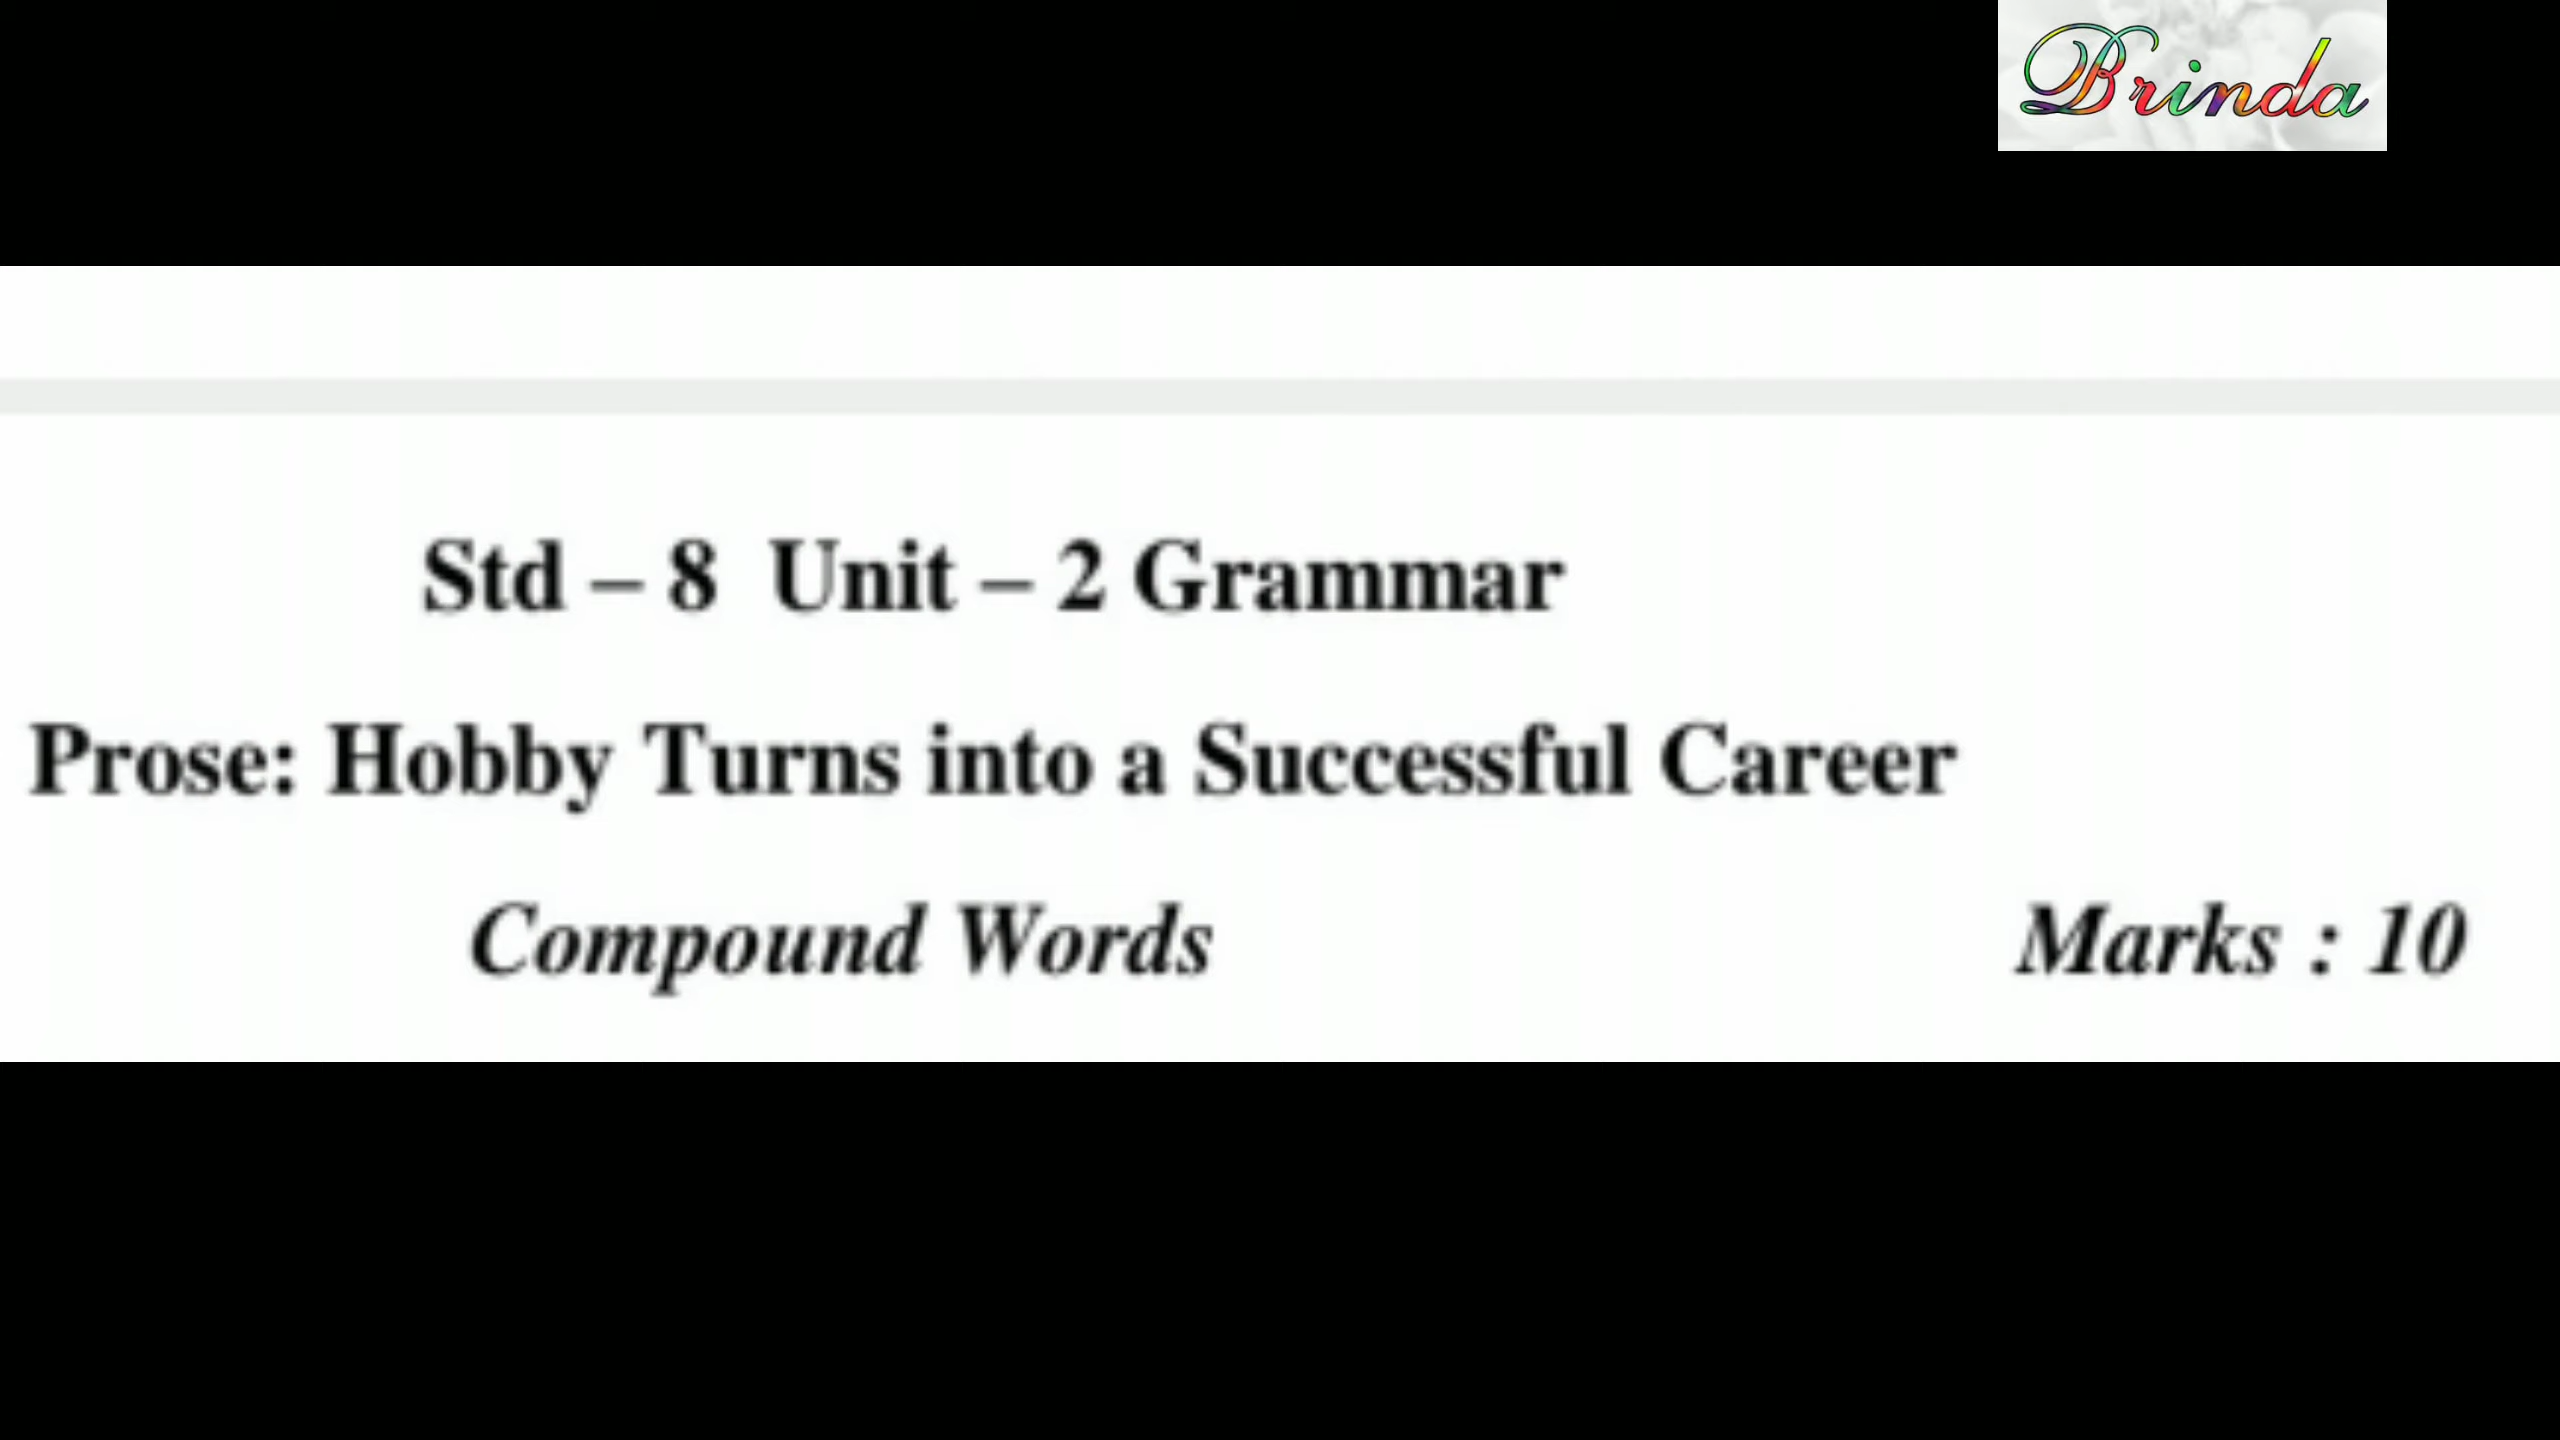 Brinda
Std – 8 Unit – 2 Grammar
Prose: Hobby Turns into a Successful Career
Compound Words Marks : 10